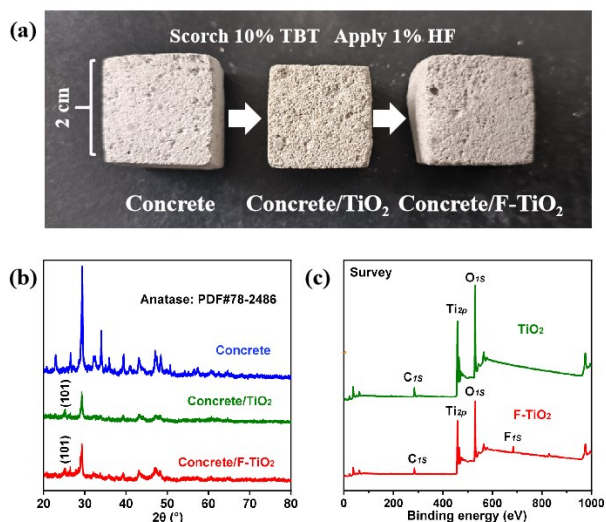 (a)
Scorch 10% TBT Apply 1% HF
2 cm
Concrete Concrete/TiO₂ Concrete/F-TiO₂
(b)
Anatase: PDF#78-2486
Concrete
(101)
Concrete/TiO₂
(101)
Concrete/F-TiO₂
20 30 40 50 60 70 80
2θ (°)
(c)
Survey
O1S
Ti2p
TiO₂
C1S
O1S
Ti2p
F-TiO₂
F1S
C1S
0 200 400 600 800 1000
Binding energy (eV)